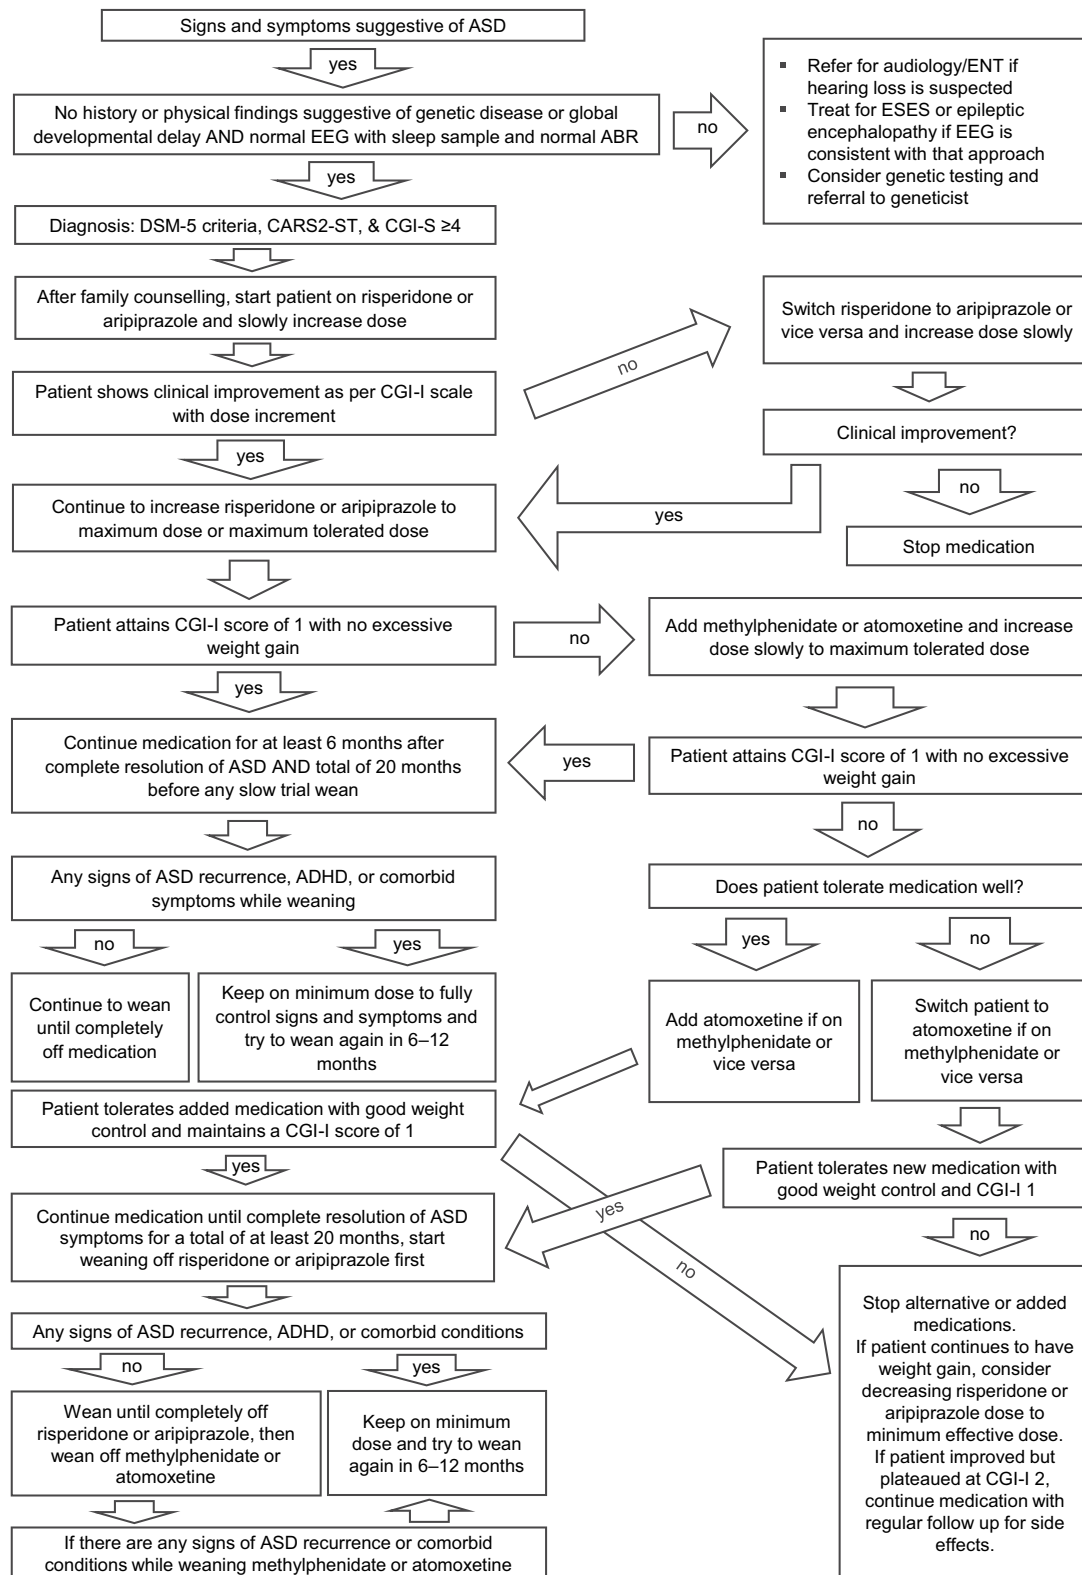 Signs and symptoms suggestive of ASD
yes
No history or physical findings suggestive of genetic disease or global
developmental delay AND normal EEG with sleep sample and normal ABR
no
▪ Refer for audiology/ENT if
hearing loss is suspected
▪ Treat for ESES or epileptic
encephalopathy if EEG is
consistent with that approach
▪ Consider genetic testing and
referral to geneticist
yes
Diagnosis: DSM-5 criteria, CARS2-ST, & CGI-S ≥4
After family counselling, start patient on risperidone or
aripiprazole and slowly increase dose
Patient shows clinical improvement as per CGI-I scale
with dose increment
no
Switch risperidone to aripiprazole or
vice versa and increase dose slowly
Clinical improvement?
no
Stop medication
yes
yes
Continue to increase risperidone or aripiprazole to
maximum dose or maximum tolerated dose
Patient attains CGI-I score of 1 with no excessive
weight gain
no
Add methylphenidate or atomoxetine and increase
dose slowly to maximum tolerated dose
yes
Continue medication for at least 6 months after
complete resolution of ASD AND total of 20 months
before any slow trial wean
yes
Patient attains CGI-I score of 1 with no excessive
weight gain
no
Any signs of ASD recurrence, ADHD, or comorbid
symptoms while weaning
Does patient tolerate medication well?
no
yes
yes
no
Continue to wean
until completely
off medication
Keep on minimum dose to fully
control signs and symptoms and
try to wean again in 6–12
months
Add atomoxetine if on
methylphenidate or
vice versa
Switch patient to
atomoxetine if on
methylphenidate or
vice versa
Patient tolerates added medication with good weight
control and maintains a CGI-I score of 1
yes
Patient tolerates new medication with
good weight control and CGI-I 1
yes
no
no
Continue medication until complete resolution of ASD
symptoms for a total of at least 20 months, start
weaning off risperidone or aripiprazole first
Any signs of ASD recurrence, ADHD, or comorbid conditions
no
yes
Wean until completely off
risperidone or aripiprazole, then
wean off methylphenidate or
atomoxetine
Keep on minimum
dose and try to wean
again in 6–12 months
If there are any signs of ASD recurrence or comorbid
conditions while weaning methylphenidate or atomoxetine
Stop alternative or added
medications.
If patient continues to have
weight gain, consider
decreasing risperidone or
aripiprazole dose to
minimum effective dose.
If patient improved but
plateaued at CGI-I 2,
continue medication with
regular follow up for side
effects.